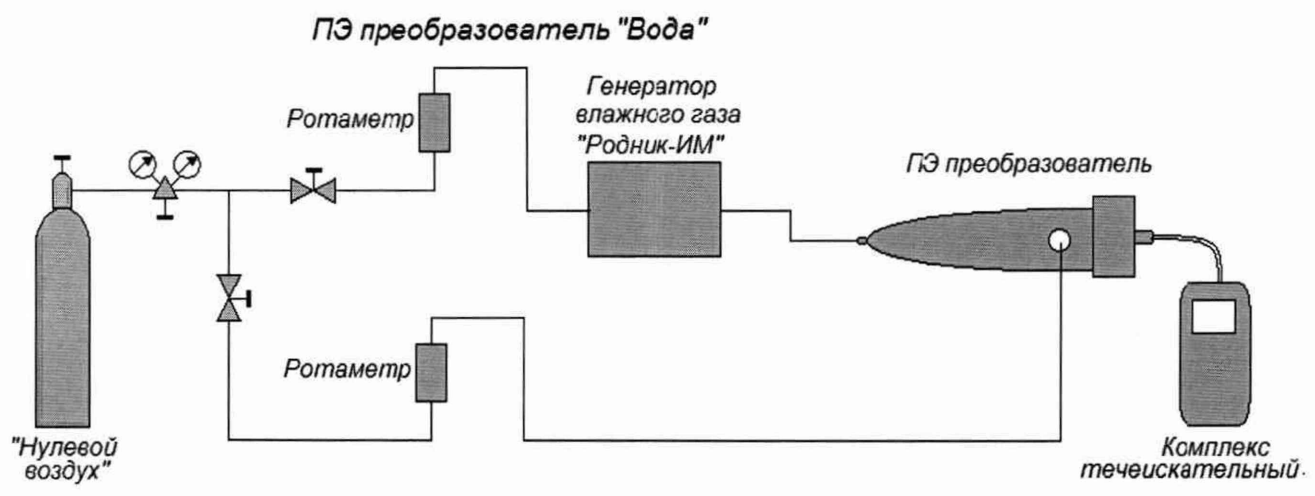 ПЭ преобразователь "Вода"
Ротаметр
Генератор
влажного газа
"Родник-ИМ"
ПЭ преобразователь
Ротаметр
"Нулевой
воздух"
Комплекс
течеискательный.